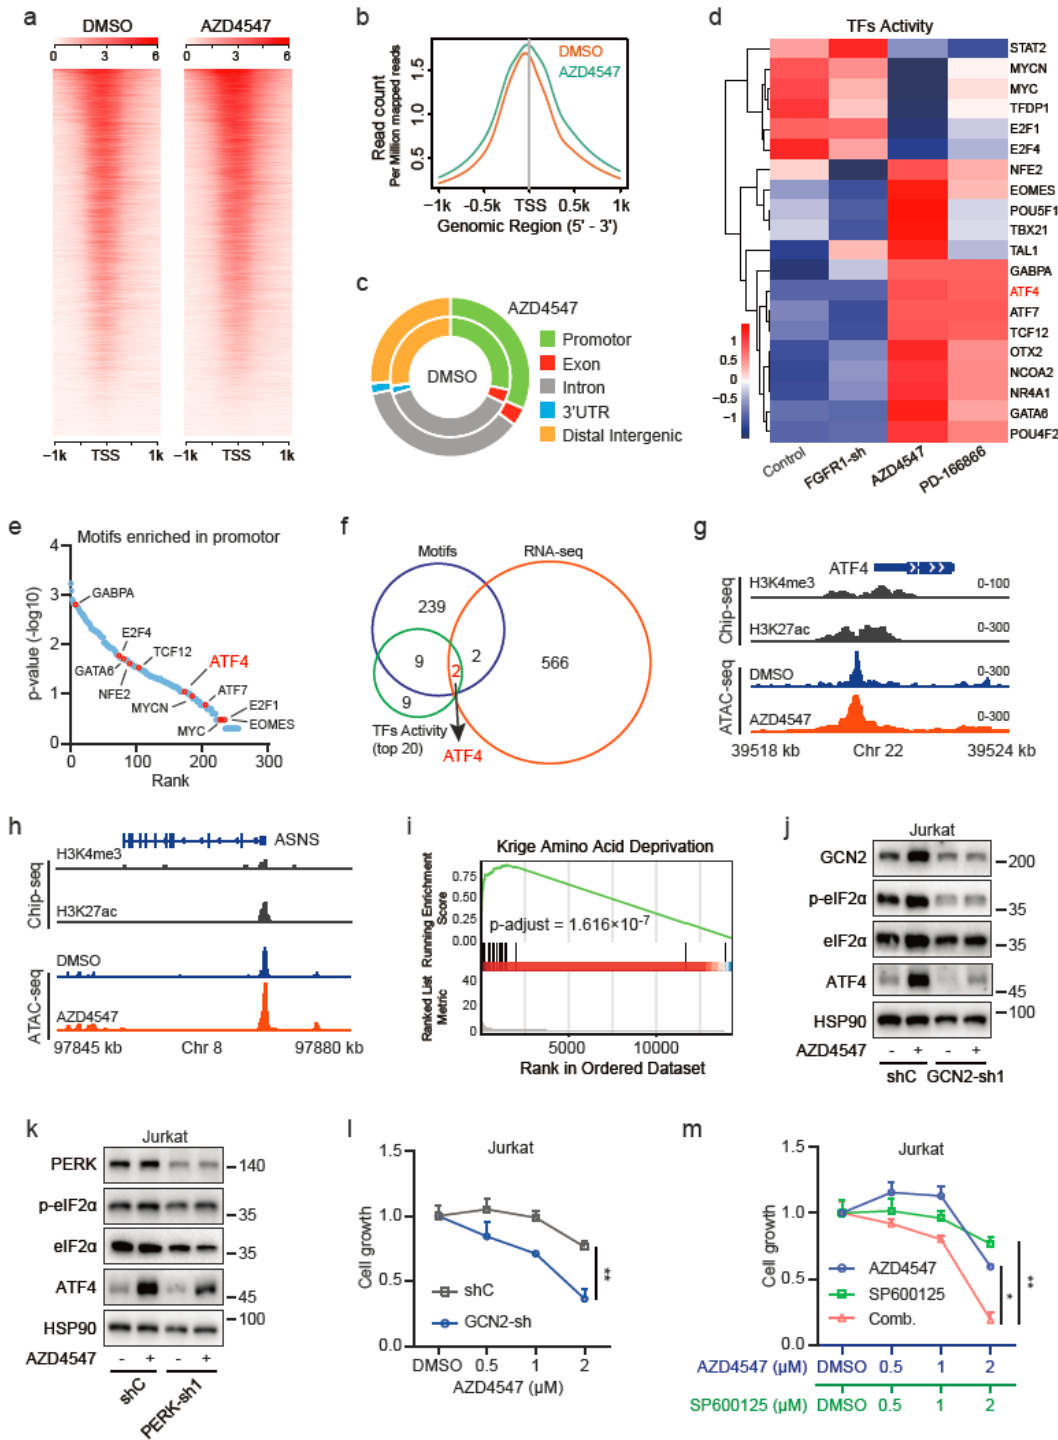 a
DMSO
AZD4547
0 3 6
0 3 6
−1k TSS 1k
−1k TSS 1k
b
DMSO
AZD4547
Read count
Per Million mapped reads
1.5
1.0
0.5
−1k -0.5k TSS 0.5k 1k
Genomic Region (5' - 3')
c
AZD4547
DMSO
Promotor
Exon
Intron
3'UTR
Distal Intergenic
d
TFs Activity
STAT2
MYCN
MYC
TFDP1
E2F1
E2F4
NFE2
EOMES
POU5F1
TBX21
TAL1
GABPA
ATF4
ATF7
TCF12
OTX2
NCOA2
NR4A1
GATA6
POU4F2
1
0.5
0
−0.5
−1
Control
FGFR1-sh
AZD4547
PD-166866
e
Motifs enriched in promotor
p-value (-log10)
4
3
2
1
0
GABPA
E2F4
TCF12
GATA6
NFE2
MYCN
ATF4
ATF7
E2F1
MYC
EOMES
0 100 200 300
Rank
f
Motifs
RNA-seq
239
9
2
2
566
9
TFs Activity
(top 20)
ATF4
g
ATF4
Chip-seq
H3K4me3
0-100
H3K27ac
0-300
ATAC-seq
DMSO
0-300
AZD4547
0-300
39518 kb Chr 22 39524 kb
h
ASNS
Chip-seq
H3K4me3
H3K27ac
ATAC-seq
DMSO
AZD4547
97845 kb Chr 8 97880 kb
i
Krige Amino Acid Deprivation
Running Enrichment
Score
0.75
0.50
0.25
0.00
p-adjust = 1.616×10⁻⁷
Ranked List
Metric
40
20
0
5000 10000
Rank in Ordered Dataset
j
Jurkat
GCN2
200
p-eIF2α
35
eIF2α
35
ATF4
45
HSP90
100
AZD4547 - + - +
shC GCN2-sh1
k
Jurkat
PERK
140
p-eIF2α
35
eIF2α
35
ATF4
45
HSP90
100
AZD4547 - + - +
shC
PERK-sh1
l
Jurkat
Cell growth
1.5
1.0
0.5
0.0
**
shC
GCN2-sh
DMSO 0.5 1 2
AZD4547 (μM)
m
Jurkat
Cell growth
1.5
1.0
0.5
0.0
AZD4547
SP600125
Comb.
*
**
AZD4547 (μM) DMSO 0.5 1 2
SP600125 (μM) DMSO 0.5 1 2